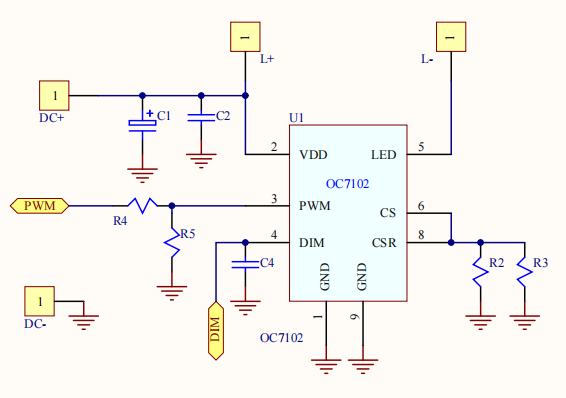 1
1
L+
L-
1
DC+
C1
C2
U1
2
VDD
LED
5
OC7102
PWM
3
PWM
CS
6
R4
R5
4
DIM
CSR
8
C4
R2
R3
GND
GND
1
DC-
DIM
1
9
OC7102